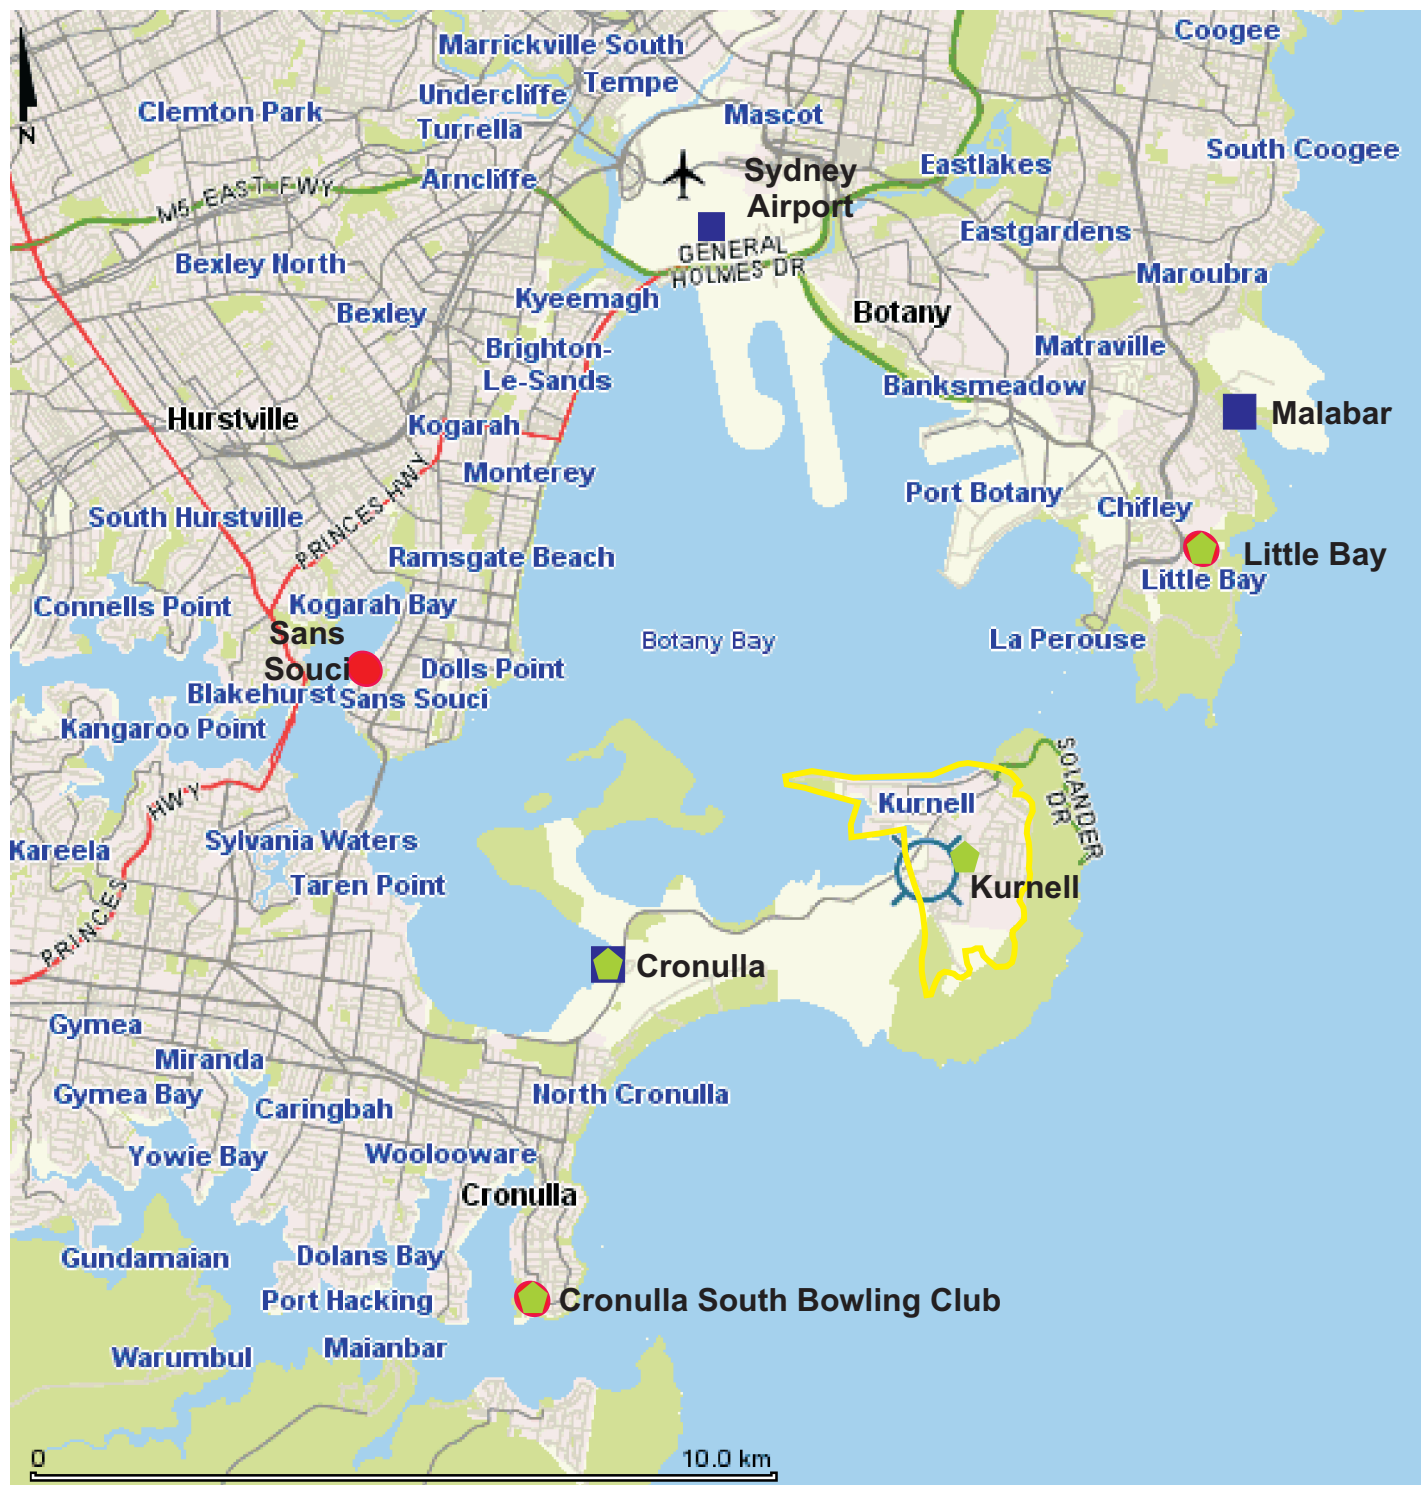 Coogee
Marrickville South
Tempe
Undercliffe
Clemton Park
Mascot
Turrella
South Coogee
N
Eastlakes
Sydney
Airport
Arncliffe
M5 EAST FWY
Eastgardens
GENERAL
HOLMES DR
Bexley North
Maroubra
Kyeemagh
Bexley
Botany
Brighton-
Le-Sands
Matraville
Banksmeadow
Malabar
Hurstville
Kogarah
Monterey
PRINCES HWY
Port Botany
Chifley
South Hurstville
Ramsgate Beach
Little Bay
Little Bay
Connells Point
Kogarah Bay
Sans
Souci
Botany Bay
La Perouse
Dolls Point
Blakehurst
Sans Souci
Kangaroo Point
SOLANDER
DR
HWY
Kurnell
Sylvania Waters
Kareela
Taren Point
Kurnell
PRINCES
Cronulla
Gymea
Miranda
Gymea Bay
North Cronulla
Caringbah
Yowie Bay
Woolooware
Cronulla
Gundamaian
Dolans Bay
Port Hacking
Cronulla South Bowling Club
Warumbul
Maianbar
0
10.0 km